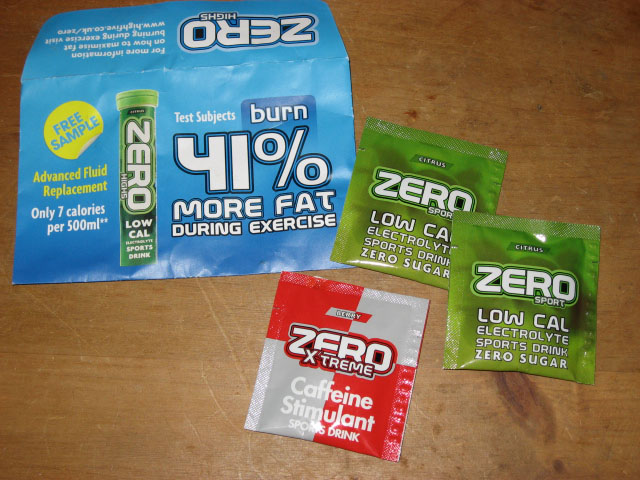 For more information
on how to maximise fat
burning during exercise visit
www.highfive.co.uk/zero
ZERO
HIGH5
FREE
SAMPLE
Advanced Fluid
Replacement
Only 7 calories
per 500ml**
CITRUS
ZERO
HIGH5
LOW
CAL
ELECTROLYTE
SPORTS
DRINK
Test Subjects burn
41%
MORE FAT
DURING EXERCISE
CITRUS
ZERO
SPORT
LOW CAL
ELECTROLYTE
SPORTS DRINK
ZERO SUGAR
CITRUS
ZERO
SPORT
LOW CAL
ELECTROLYTE
SPORTS DRINK
ZERO SUGAR
BERRY
ZERO
XTREME
Caffeine
Stimulant
SPORTS DRINK